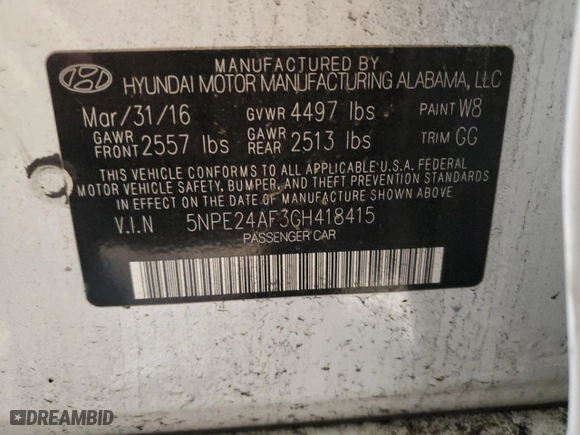 MANUFACTURED BY
HYUNDAI MOTOR MANUFACTURING ALABAMA, LLC
Mar/31/16 GVWR 4497 lbs PAINT W8
GAWR FRONT 2557 lbs GAWR REAR 2513 lbs TRIM GG
THIS VEHICLE CONFORMS TO ALL APPLICABLE U.S.A. FEDERAL
MOTOR VEHICLE SAFETY, BUMPER, AND THEFT PREVENTION STANDARDS
IN EFFECT ON THE DATE OF MANUFACTURE SHOWN ABOVE
V.I.N 5NPE24AF3GH418415
PASSENGER CAR
DREAMBID